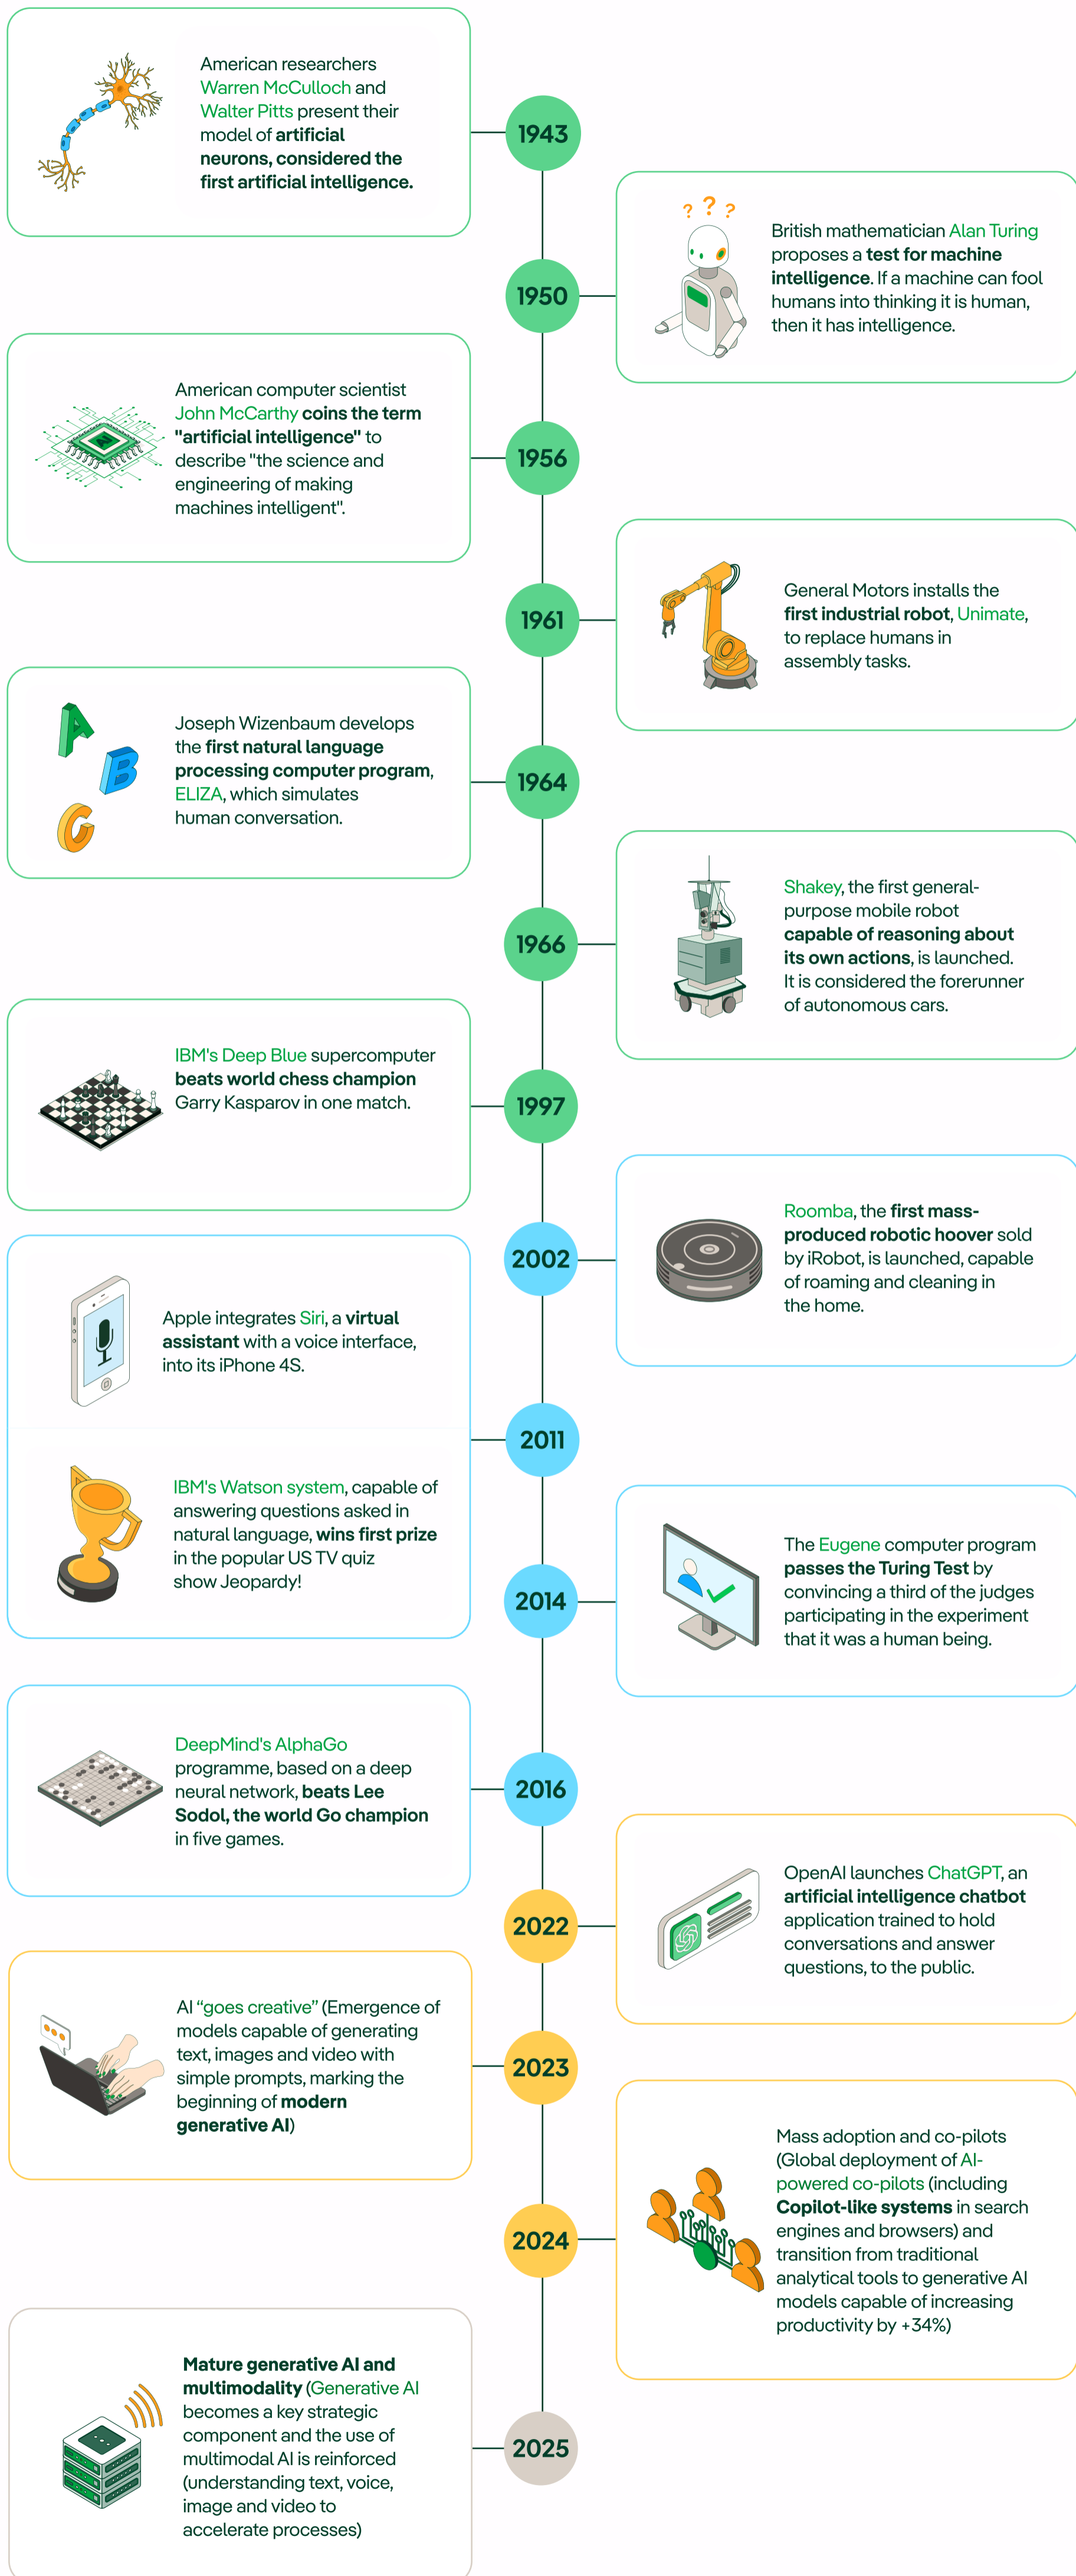 American researchers
Warren McCulloch and
Walter Pitts present their
model of artificial
neurons, considered the
first artificial intelligence.
1943
British mathematician Alan Turing
proposes a test for machine
intelligence. If a machine can fool
humans into thinking it is human,
then it has intelligence.
? ? ?
1950
American computer scientist
John McCarthy coins the term
"artificial intelligence" to
describe "the science and
engineering of making
machines intelligent".
AI
1956
General Motors installs the
first industrial robot, Unimate,
to replace humans in
assembly tasks.
1961
Joseph Wizenbaum develops
the first natural language
processing computer program,
ELIZA, which simulates
human conversation.
A
B
C
1964
Shakey, the first general-
purpose mobile robot
capable of reasoning about
its own actions, is launched.
It is considered the forerunner
of autonomous cars.
1966
IBM's Deep Blue supercomputer
beats world chess champion
Garry Kasparov in one match.
1997
Roomba, the first mass-
produced robotic hoover sold
by iRobot, is launched, capable
of roaming and cleaning in
the home.
2002
Apple integrates Siri, a virtual
assistant with a voice interface,
into its iPhone 4S.
2011
IBM's Watson system, capable of
answering questions asked in
natural language, wins first prize
in the popular US TV quiz
show Jeopardy!
The Eugene computer program
passes the Turing Test by
convincing a third of the judges
participating in the experiment
that it was a human being.
2014
DeepMind's AlphaGo
programme, based on a deep
neural network, beats Lee
Sodol, the world Go champion
in five games.
2016
OpenAI launches ChatGPT, an
artificial intelligence chatbot
application trained to hold
conversations and answer
questions, to the public.
2022
AI “goes creative” (Emergence of
models capable of generating
text, images and video with
simple prompts, marking the
beginning of modern
generative AI)
2023
Mass adoption and co-pilots
(Global deployment of AI-
powered co-pilots (including
Copilot-like systems in search
engines and browsers) and
transition from traditional
analytical tools to generative AI
models capable of increasing
productivity by +34%)
2024
Mature generative AI and
multimodality (Generative AI
becomes a key strategic
component and the use of
multimodal AI is reinforced
(understanding text, voice,
image and video to
accelerate processes)
2025